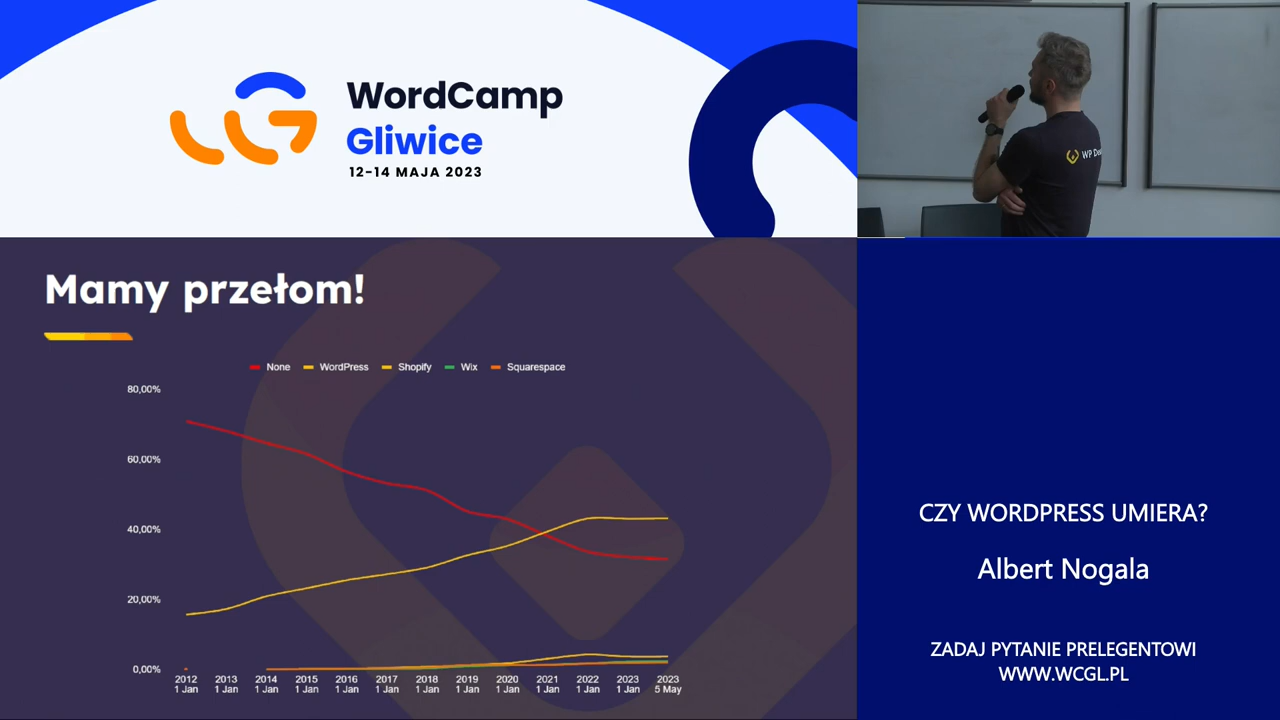 WordCamp
Gliwice
12-14 MAJA 2023
Mamy przełom!
None WordPress Shopify Wix Squarespace
80,00%
60,00%
40,00%
20,00%
0,00%
2012 2013 2014 2015 2016 2017 2018 2019 2020 2021 2022 2023 2023
1 Jan 1 Jan 1 Jan 1 Jan 1 Jan 1 Jan 1 Jan 1 Jan 1 Jan 1 Jan 1 Jan 1 Jan 5 May
WP
CZY WORDPRESS UMIERA?
Albert Nogala
ZADAJ PYTANIE PRELEGENTOWI
WWW.WCGL.PL